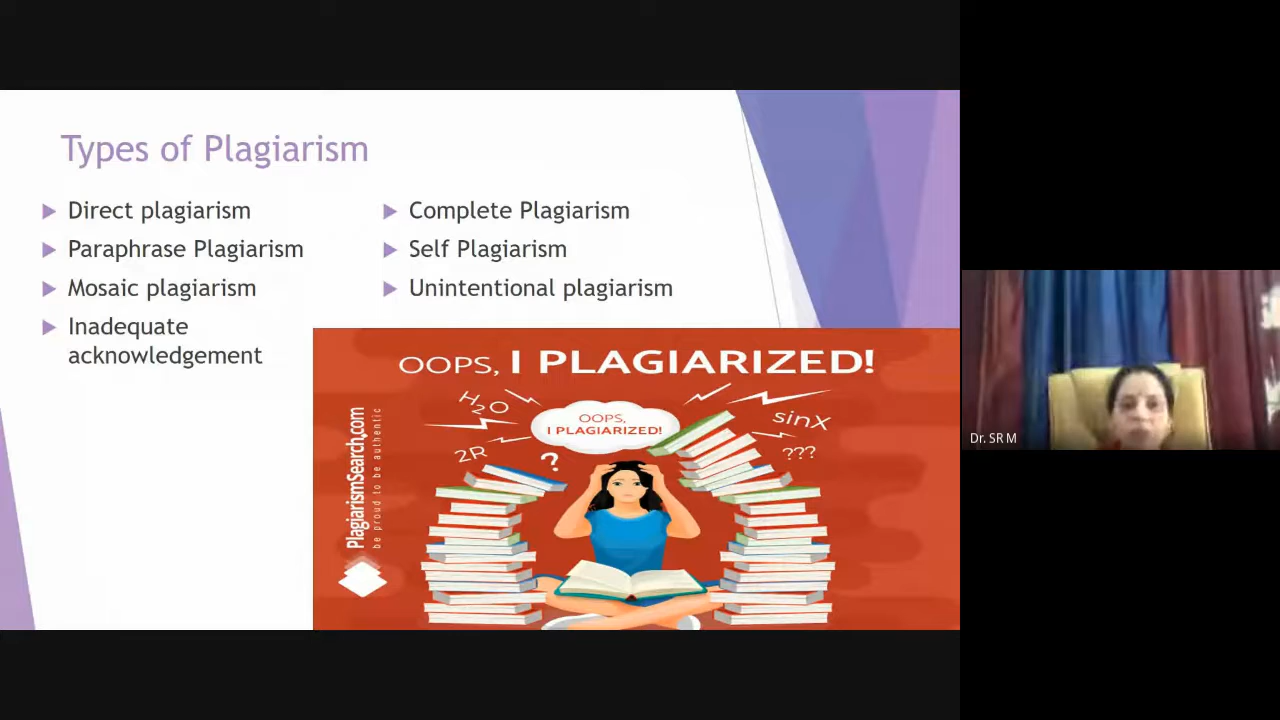 Types of Plagiarism
Direct plagiarism
Paraphrase Plagiarism
Mosaic plagiarism
Inadequate
acknowledgement
Complete Plagiarism
Self Plagiarism
Unintentional plagiarism
OOPS, I PLAGIARIZED!
H₂O
OOPS,
I PLAGIARIZED!
sinX
2R
?
???
PlagiarismSearch.com
be proud to be authentic
Dr. SR M